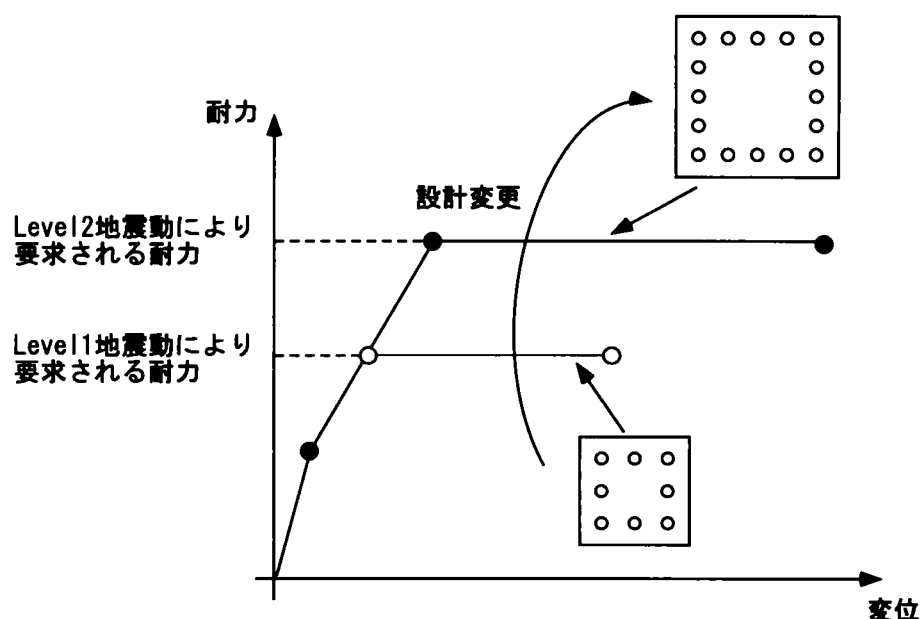 耐力
設計変更
Level2地震動により
要求される耐力
Level1地震動により
要求される耐力
変位